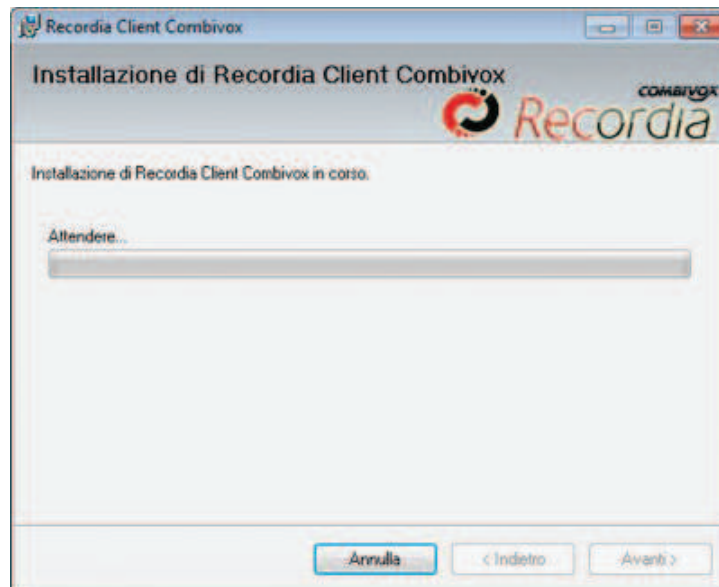 Recordia Client Combivox
Installazione di Recordia Client Combivox
COMBIVOX
Recordia
Installazione di Recordia Client Combivox in corso.
Attendere...
Annulla
< Indietro
Avanti >